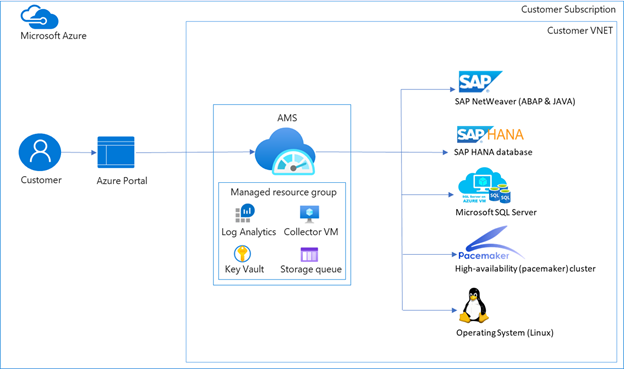 Customer Subscription
Microsoft Azure
Customer VNET
SAP
SAP NetWeaver (ABAP & JAVA)
AMS
SAP HANA
SAP HANA database
Customer
Azure Portal
Managed resource group
Log Analytics
Collector VM
Key Vault
Storage queue
SQL Server on
AZURE VM
SQL
SQL
Microsoft SQL Server
Pacemaker
High-availability (pacemaker) cluster
Operating System (Linux)